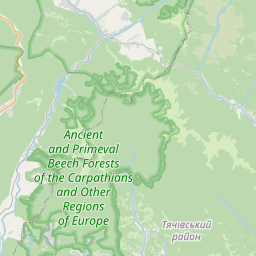 Ancient
and Primeval
Beech Forests
of the Carpathians
and Other
Regions
of Europe
Тячівський
район